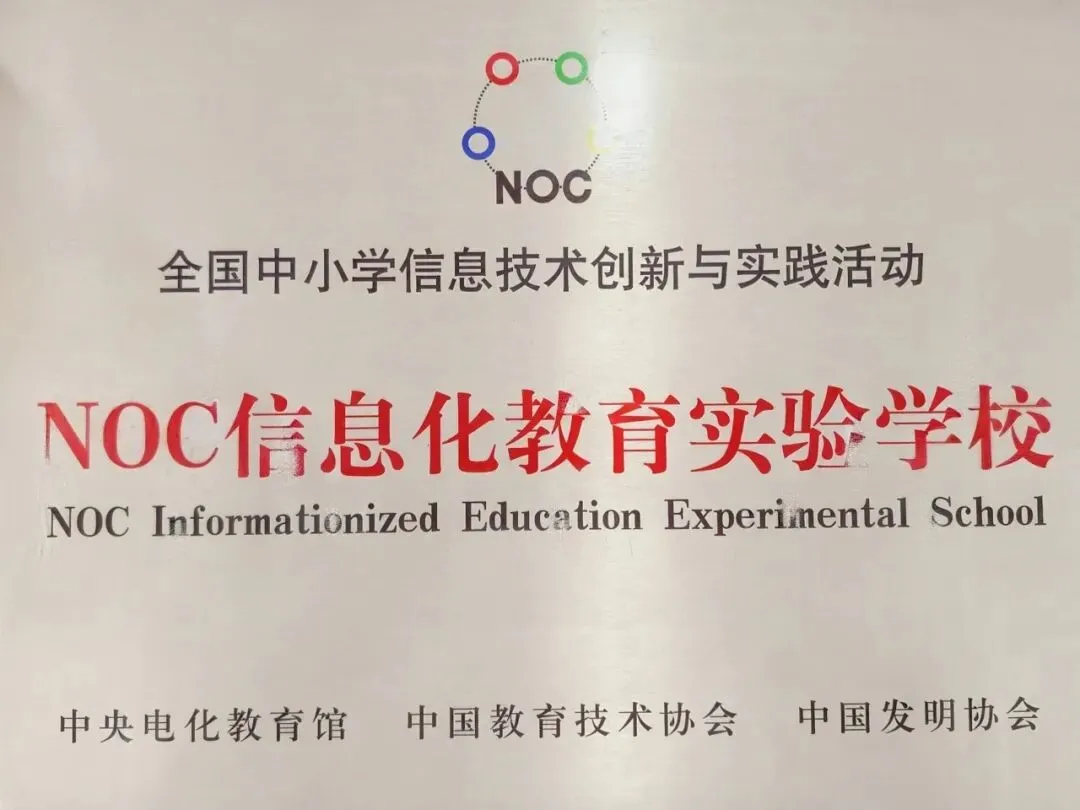 NOC
全国中小学信息技术创新与实践活动
NOC信息化教育实验学校
NOC Informationized Education Experimental School
中央电化教育馆 中国教育技术协会 中国发明协会